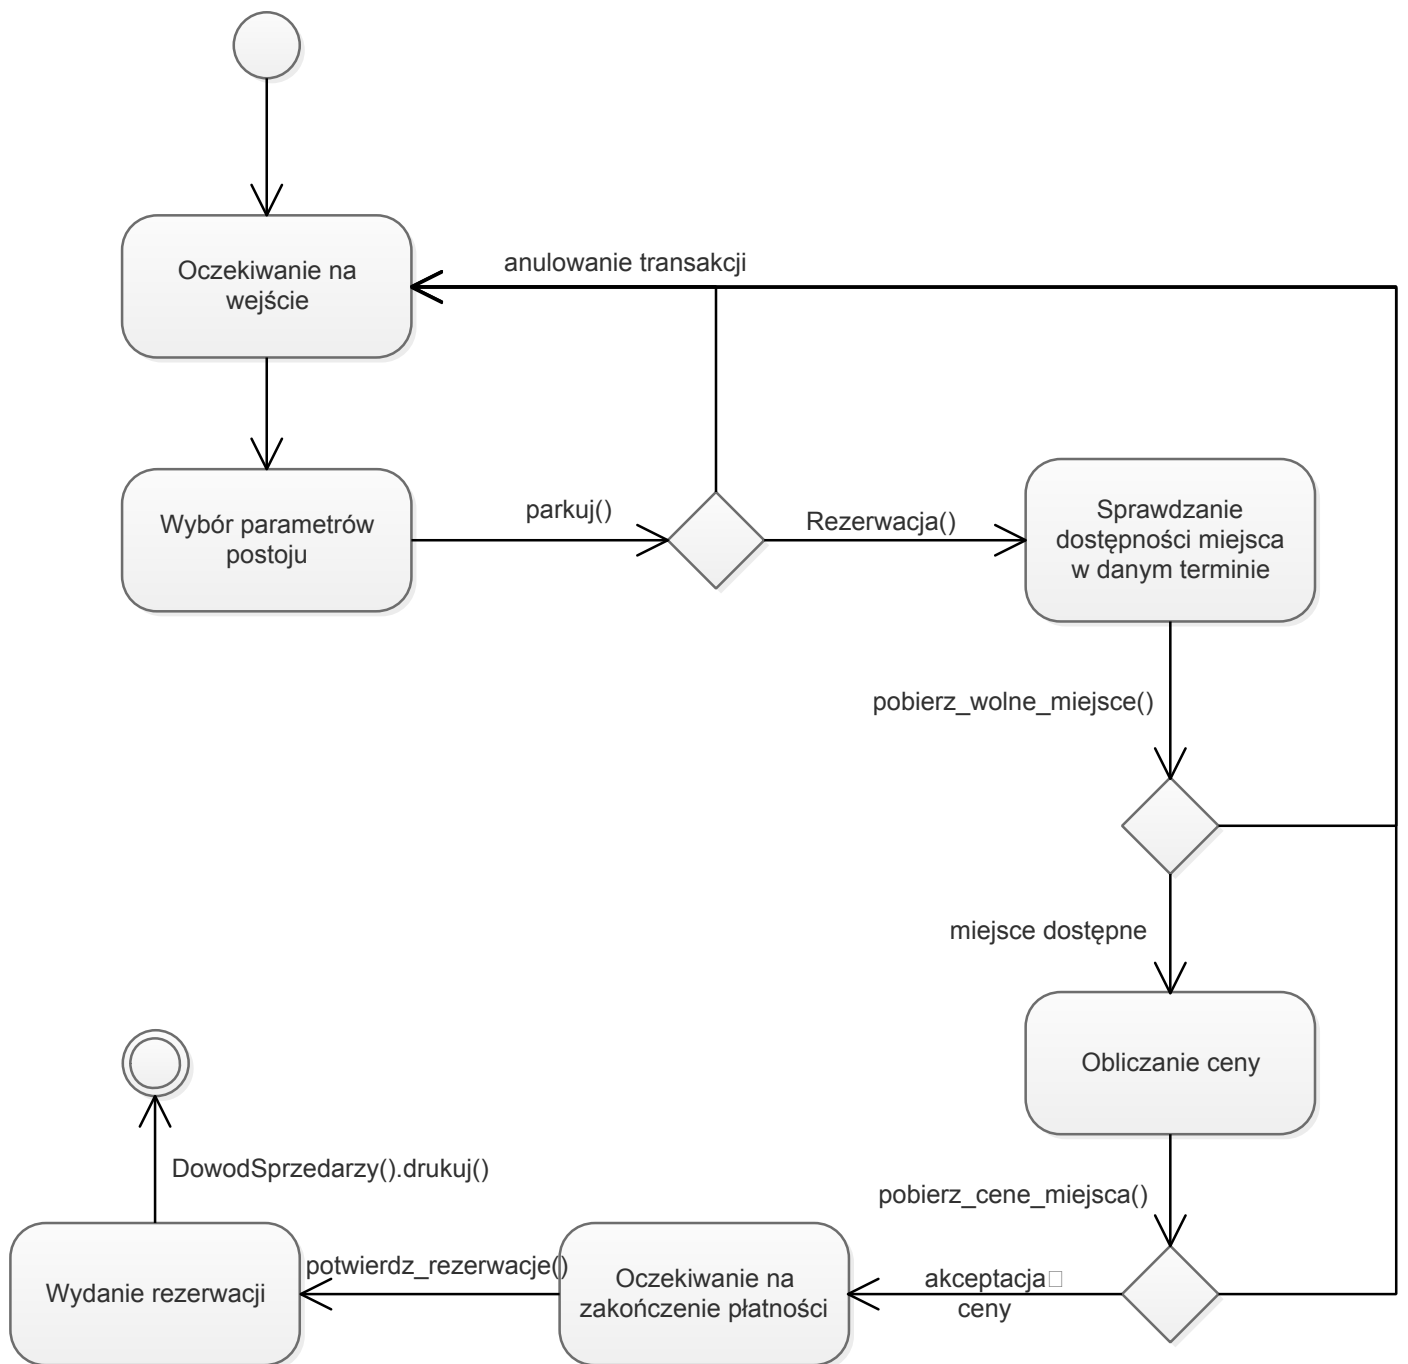 anulowanie transakcji
Oczekiwanie na
wejście
Wybór parametrów
postoju
parkuj()
Rezerwacja()
Sprawdzanie
dostępności miejsca
w danym terminie
pobierz_wolne_miejsce()
miejsce dostępne
Obliczanie ceny
pobierz_cene_miejsca()
akceptacja
ceny
Oczekiwanie na
zakończenie płatności
potwierdz_rezerwacje()
Wydanie rezerwacji
DowodSprzedarzy().drukuj()